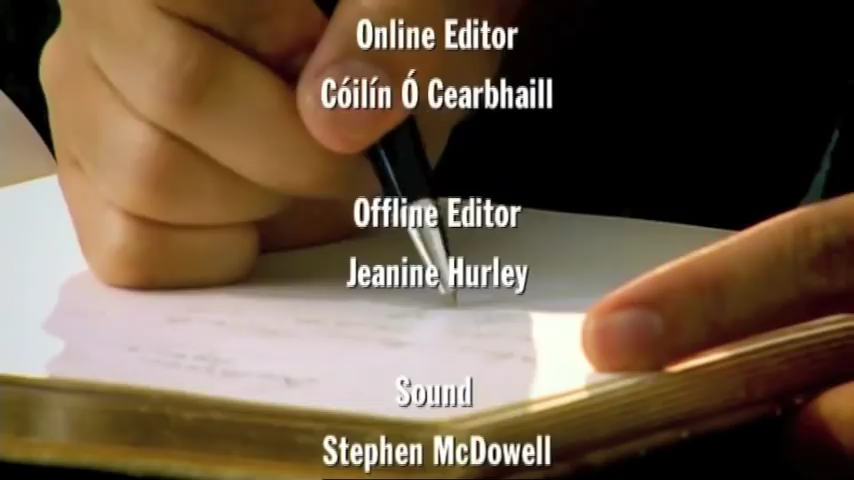 Online Editor
Cóilín Ó Cearbhaill
Offline Editor
Jeanine Hurley
Sound
Stephen McDowell